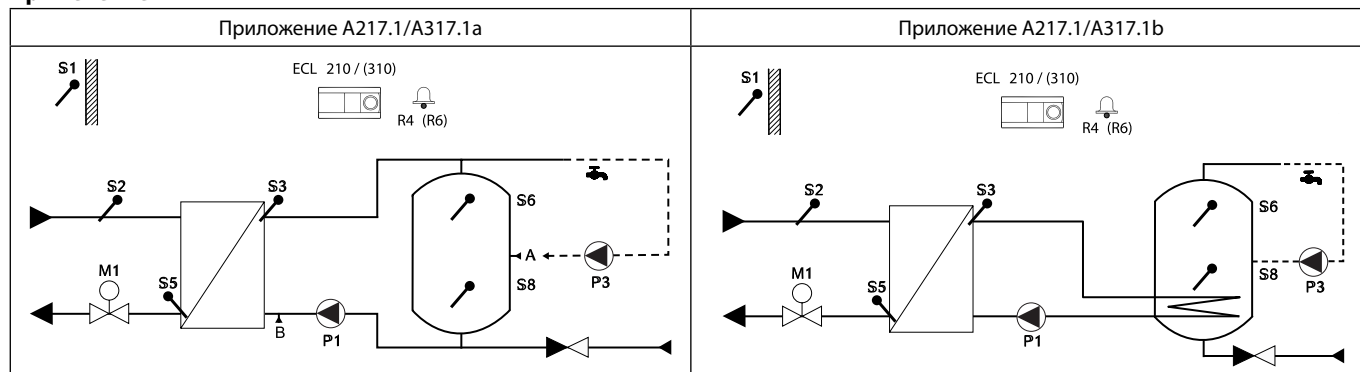 Приложение A217.1/A317.1a
S1
ECL 210 / (310)
R4 (R6)
S2
S3
S6
A
P3
S8
M1
S5
B
P1
Приложение A217.1/A317.1b
S1
ECL 210 / (310)
R4 (R6)
S2
S3
S6
S8
P3
M1
S5
P1